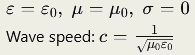 ε = ε₀, μ = μ₀, σ = 0
Wave speed: c = 1/√(μ₀ε₀)